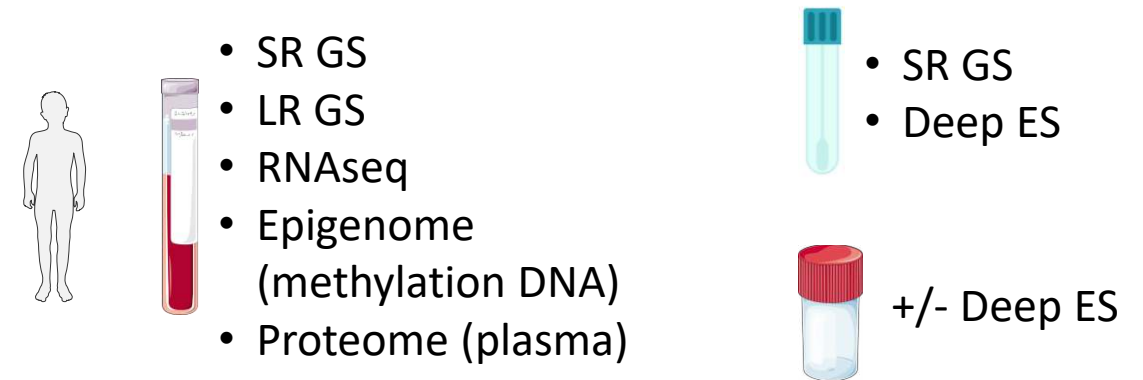 • SR GS
• LR GS
• RNAseq
• Epigenome
(methylation DNA)
• Proteome (plasma)
• SR GS
• Deep ES
+/- Deep ES